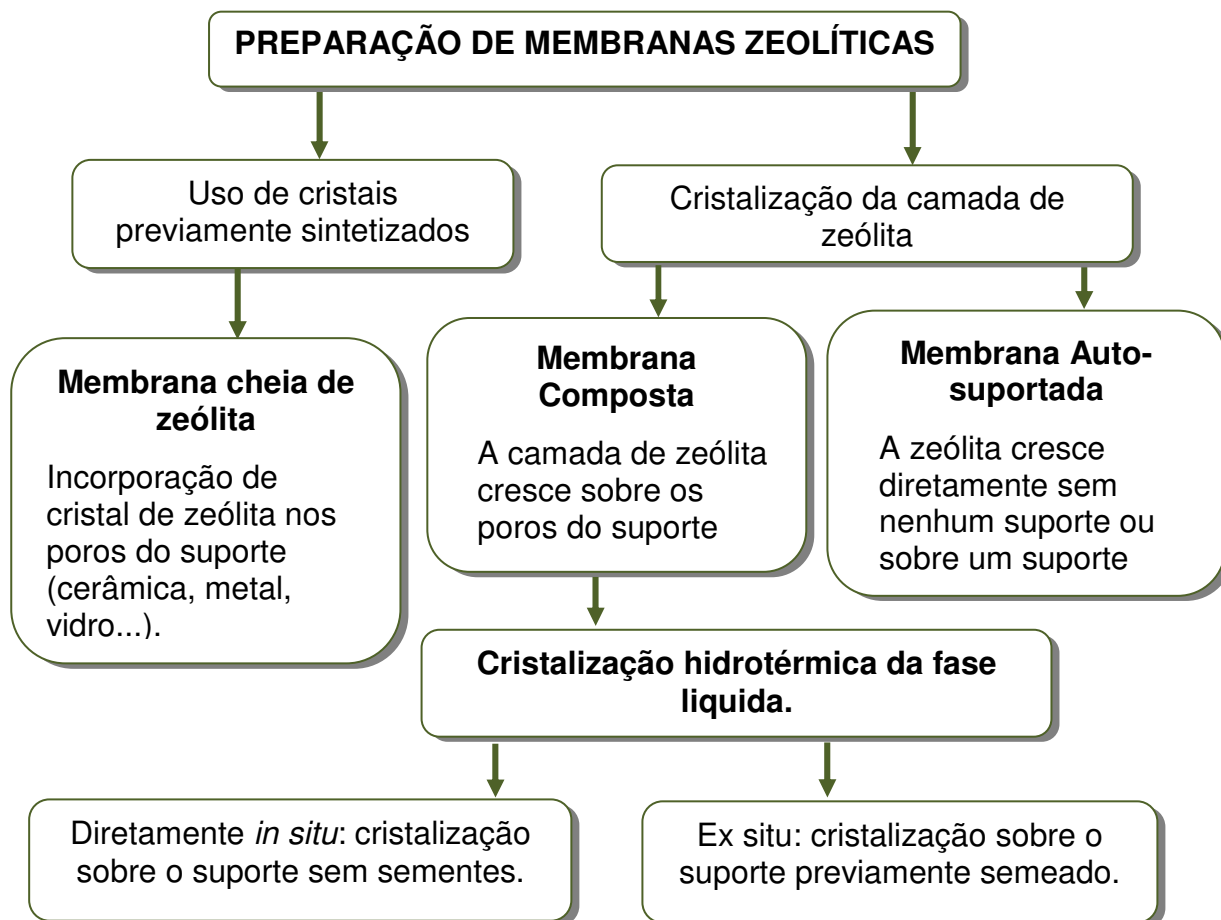 PREPARAÇÃO DE MEMBRANAS ZEOLÍTICAS
Uso de cristais
previamente sintetizados
Cristalização da camada de
zeólita
Membrana cheia de
zeólita
Incorporação de
cristal de zeólita nos
poros do suporte
(cerâmica, metal,
vidro...).
Membrana
Composta
A camada de zeólita
cresce sobre os
poros do suporte
Membrana Auto-
suportada
A zeólita cresce
diretamente sem
nenhum suporte ou
sobre um suporte
Cristalização hidrotérmica da fase
liquida.
Diretamente in situ: cristalização
sobre o suporte sem sementes.
Ex situ: cristalização sobre o
suporte previamente semeado.